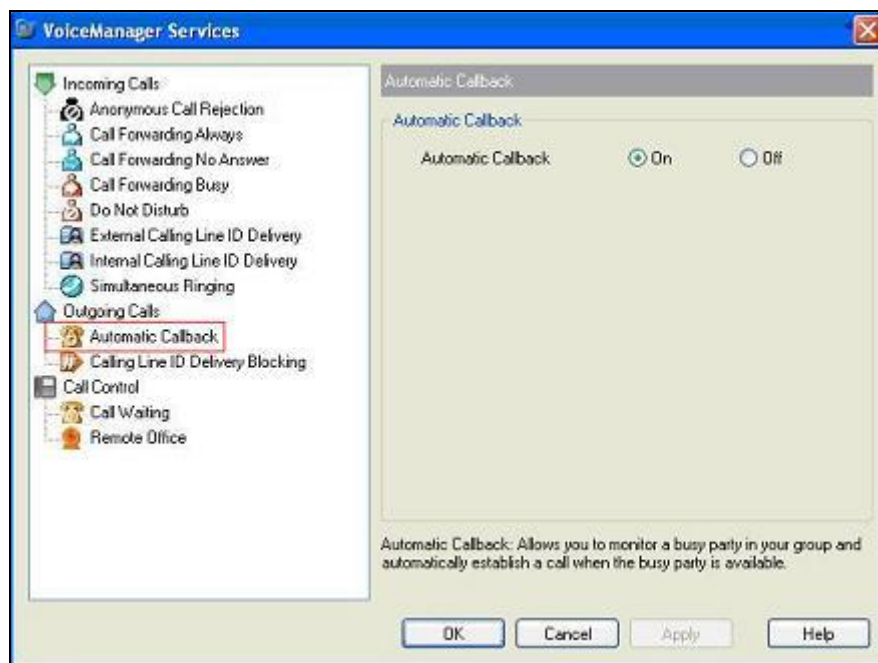 VoiceManager Services
Incoming Calls
Anonymous Call Rejection
Call Forwarding Always
Call Forwarding No Answer
Call Forwarding Busy
Do Not Disturb
External Calling Line ID Delivery
Internal Calling Line ID Delivery
Simultaneous Ringing
Outgoing Calls
Automatic Callback
Calling Line ID Delivery Blocking
Call Control
Call Waiting
Remote Office
Automatic Callback
Automatic Callback
Automatic Callback On Off
Automatic Callback: Allows you to monitor a busy party in your group and
automatically establish a call when the busy party is available.
OK Cancel Apply Help